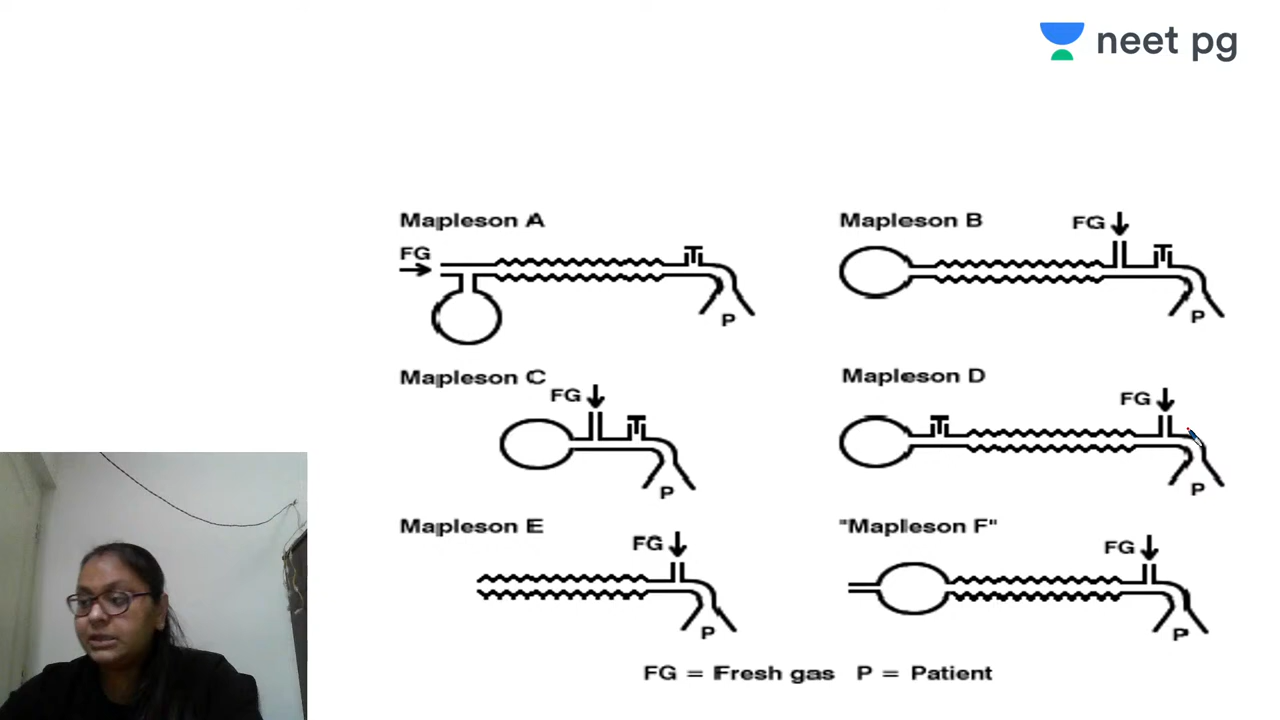 neet pg
Mapleson A
FG
P
Mapleson B
FG
P
Mapleson C
FG
P
Mapleson D
FG
P
Mapleson E
FG
P
"Mapleson F"
FG
P
FG = Fresh gas P = Patient